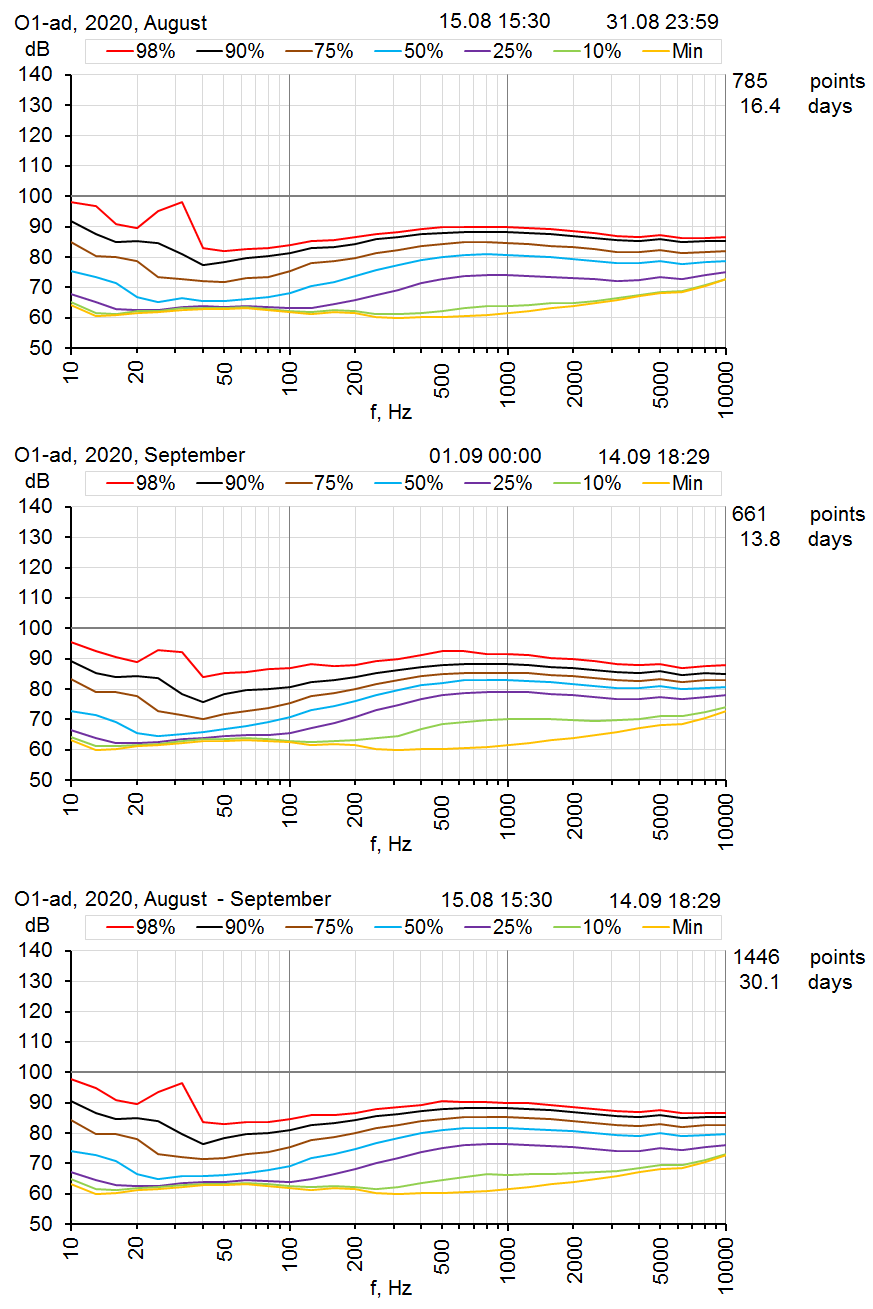 O1-ad, 2020, August 15.08 15:30 31.08 23:59
dB 98% 90% 75% 50% 25% 10% Min
140 785 points
130 16.4 days
120
110
100
90
80
70
60
50
10 20 50 100 200 500 1000 2000 5000 10000
f, Hz
O1-ad, 2020, September 01.09 00:00 14.09 18:29
dB 98% 90% 75% 50% 25% 10% Min
140 661 points
130 13.8 days
120
110
100
90
80
70
60
50
10 20 50 100 200 500 1000 2000 5000 10000
f, Hz
O1-ad, 2020, August - September 15.08 15:30 14.09 18:29
dB 98% 90% 75% 50% 25% 10% Min
140 1446 points
130 30.1 days
120
110
100
90
80
70
60
50
10 20 50 100 200 500 1000 2000 5000 10000
f, Hz